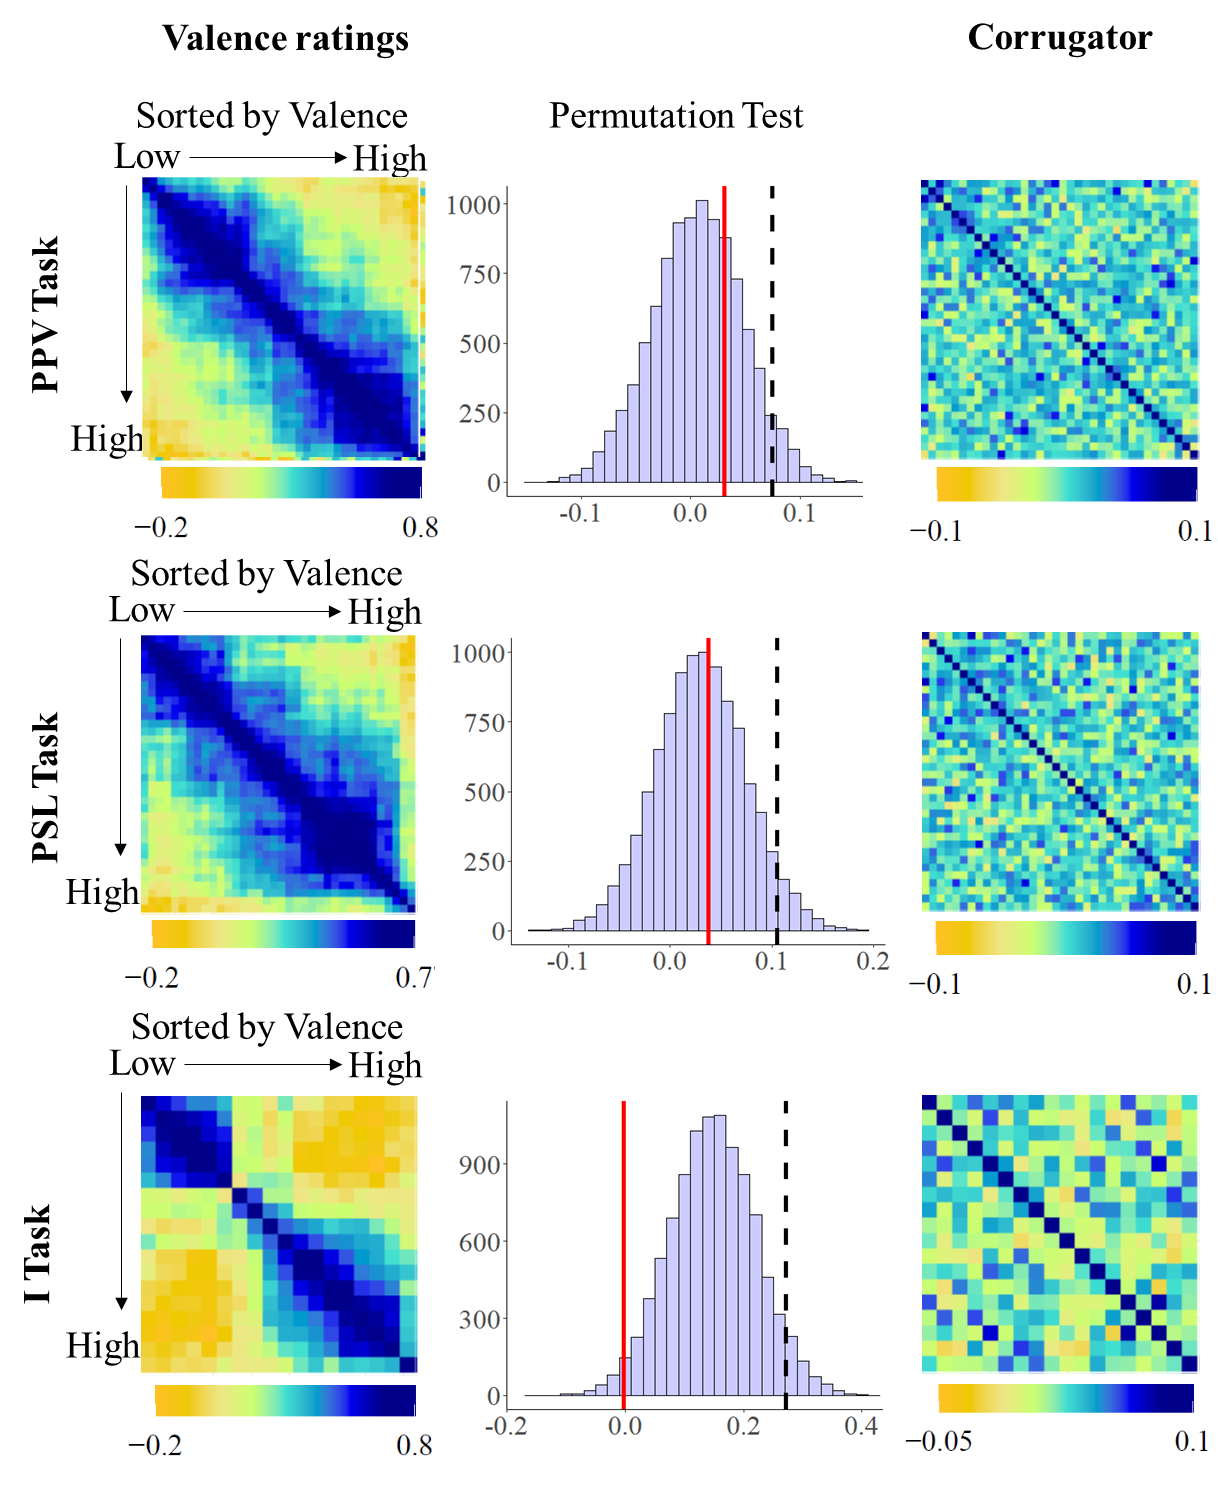 Valence ratings
Corrugator
Sorted by Valence
Low
High
Permutation Test
PPV Task
High
−0.2
0.8
1000
750
500
250
0
-0.1
0.0
0.1
−0.1
0.1
Sorted by Valence
Low
High
PSL Task
High
−0.2
0.7
1000
750
500
250
0
-0.1
0.0
0.1
0.2
−0.1
0.1
Sorted by Valence
Low
High
I Task
High
−0.2
0.8
900
600
300
0
-0.2
0.0
0.2
0.4
−0.05
0.1